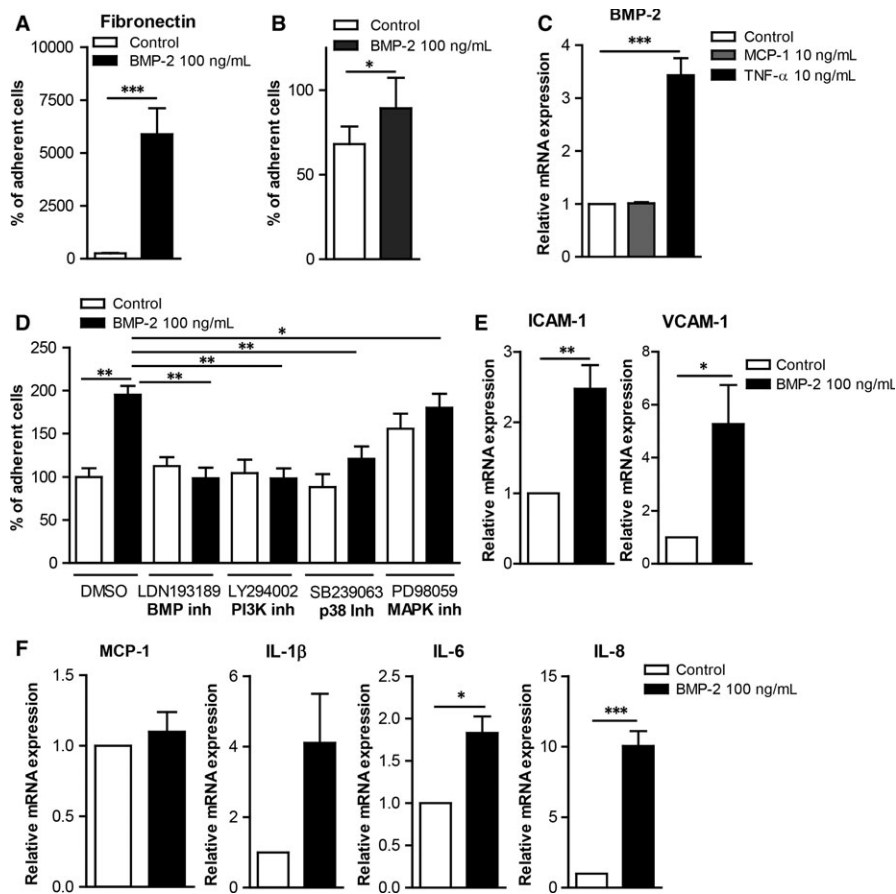 A
Fibronectin
Control
BMP-2 100 ng/mL
***
% of adherent cells
10000
7500
5000
2500
0
B
Control
BMP-2 100 ng/mL
*
% of adherent cells
100
50
0
C
BMP-2
Control
MCP-1 10 ng/mL
TNF-α 10 ng/mL
***
Relative mRNA expression
4
3
2
1
0
D
Control
BMP-2 100 ng/mL
*
**
**
** **
% of adherent cells
250
200
150
100
50
0
DMSO LDN193189 LY294002 SB239063 PD98059
BMP inh PI3K inh p38 Inh MAPK inh
E
ICAM-1
**
Relative mRNA expression
3
2
1
0
VCAM-1
Control
BMP-2 100 ng/mL
*
Relative mRNA expression
8
6
4
2
0
F
MCP-1
Relative mRNA expression
1.5
1.0
0.5
0.0
IL-1β
Relative mRNA expression
6
4
2
0
IL-6
*
Relative mRNA expression
2.5
2.0
1.5
1.0
0.5
0.0
IL-8
Control
BMP-2 100 ng/mL
***
Relative mRNA expression
15
10
5
0